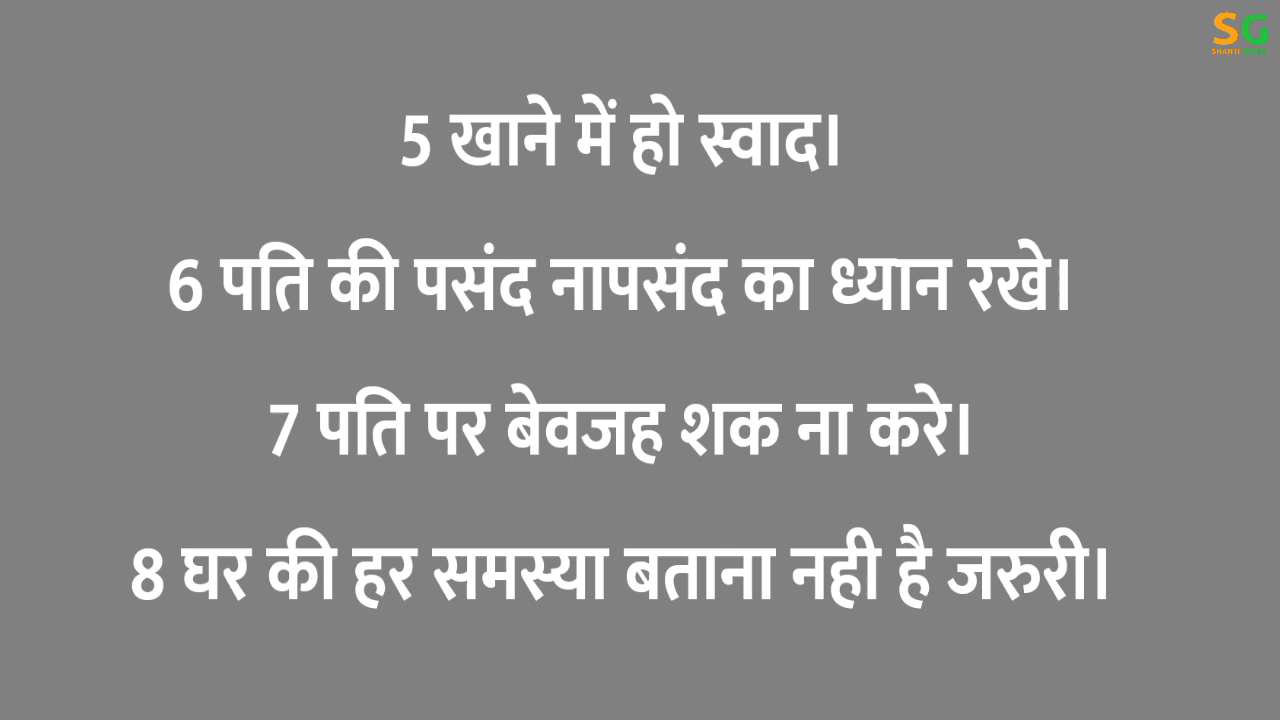 SG
SHANTI
5 खाने में हो स्वाद।
6 पति की पसंद नापसंद का ध्यान रखे।
7 पति पर बेवजह शक ना करे।
8 घर की हर समस्या बताना नही है जरुरी।